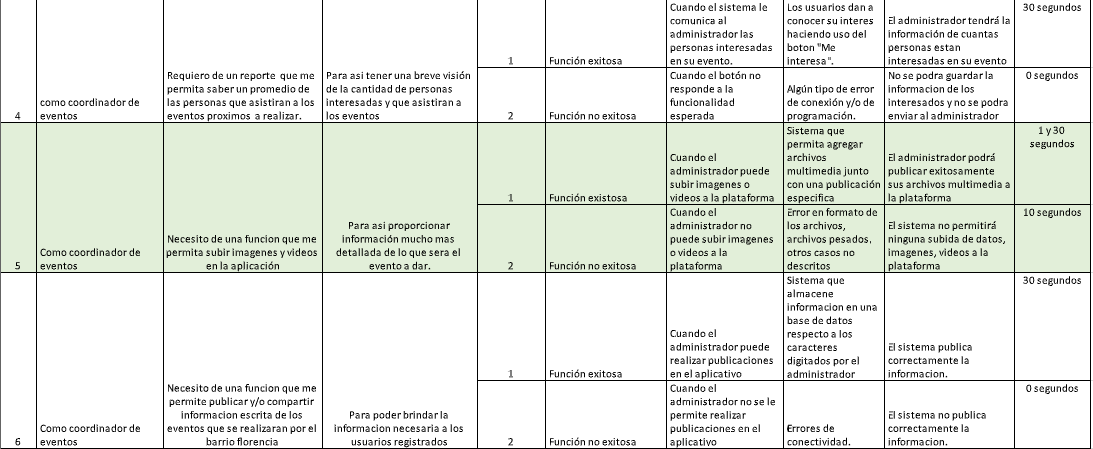 Cuando el sistema le
comunica al
administrador las
personas interesadas
en su evento.
Los usuarios dan a
conocer su interes
haciendo uso del
boton "Me
interesa".
El administrador tendrá la
información de cuantas
personas estan
interesadas en su evento
30 segundos
1
Función exitosa
4
como coordinador de
eventos
Requiero de un reporte que me
permita saber un promedio de
las personas que asistiran a los
eventos proximos a realizar.
Para asi tener una breve visión
de la cantidad de personas
interesadas y que asistiran a
los eventos
2
Función no exitosa
Cuando el botón no
responde a la
funcionalidad
esperada
Algún tipo de error
de conexión y/o de
programación.
No se podra guardar la
informacion de los
interesados y no se podra
enviar al administrador
0 segundos
5
Como coordinador de
eventos
Necesito de una funcion que me
permita subir imagenes y videos
en la aplicación
Para asi proporcionar
información mucho mas
detallada de lo que sera el
evento a dar.
1
Función existosa
Cuando el
administrador puede
subir imagenes o
videos a la plataforma
Sistema que
permita agregar
archivos
multimedia junto
con una publicación
especifica
El administrador podrá
publicar exitosamente
sus archivos multimedia a
la plataforma
1 y 30
segundos
2
Función no exitosa
Cuando el
administrador no
puede subir imagenes
o videos a la
plataforma
Error en formato de
los archivos,
archivos pesados,
otros casos no
descritos
El sistema no permitirá
ninguna subida de datos,
imagenes, videos a la
plataforma
10 segundos
6
Como coordinador de
eventos
Necesito de una funcion que me
permite publicar y/o compartir
informacion escrita de los
eventos que se realizaran por el
barrio florencia
Para poder brindar la
informacion necesaria a los
usuarios registrados
1
Función exitosa
Cuando el
administrador puede
realizar publicaciones
en el aplicativo
Sistema que
almacene
informacion en una
base de datos
respecto a los
caracteres
digitados por el
administrador
El sistema publica
correctamente la
informacion.
30 segundos
2
Función no exitosa
Cuando el
administrador no se le
permite realizar
publicaciones en el
aplicativo
Errores de
conectividad.
El sistema no publica
correctamente la
informacion.
0 segundos